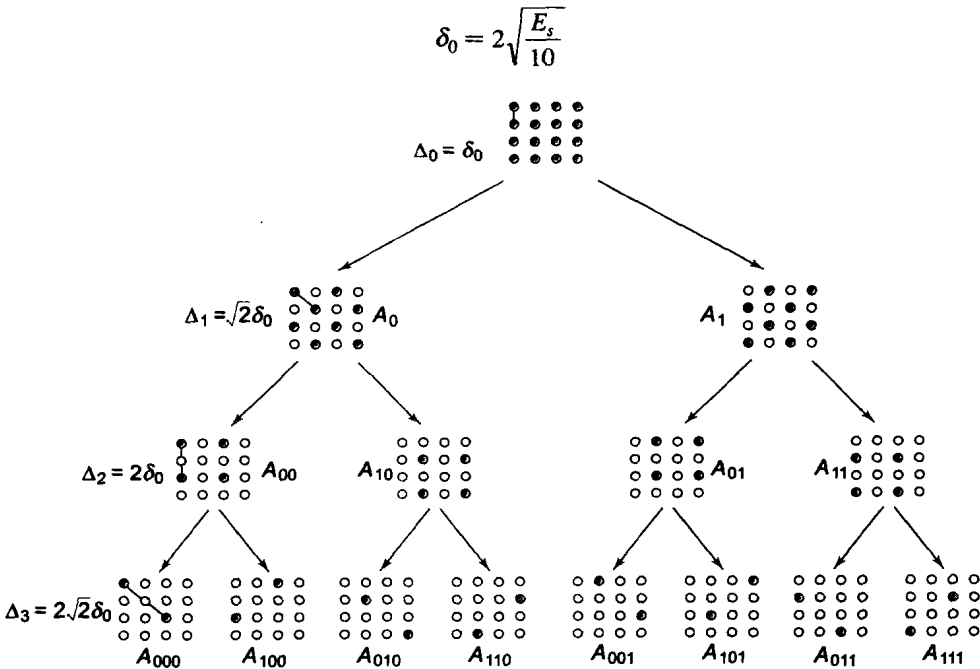 δ₀ = 2√(Eₛ/10)
Δ₀ = δ₀
Δ₁ = √2δ₀
A₀
A₁
Δ₂ = 2δ₀
A₀₀
A₁₀
A₀₁
A₁₁
Δ₃ = 2√2δ₀
A₀₀₀
A₁₀₀
A₀₁₀
A₁₁₀
A₀₀₁
A₁₀₁
A₀₁₁
A₁₁₁